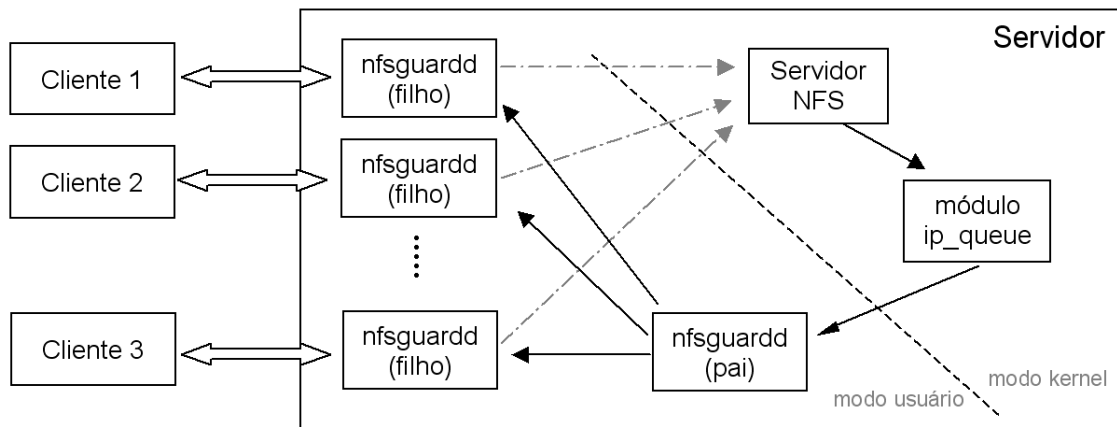 Servidor
Cliente 1
nfsguardd
(filho)
Servidor
NFS
Cliente 2
nfsguardd
(filho)
módulo
ip_queue
Cliente 3
nfsguardd
(filho)
nfsguardd
(pai)
modo kernel
modo usuário